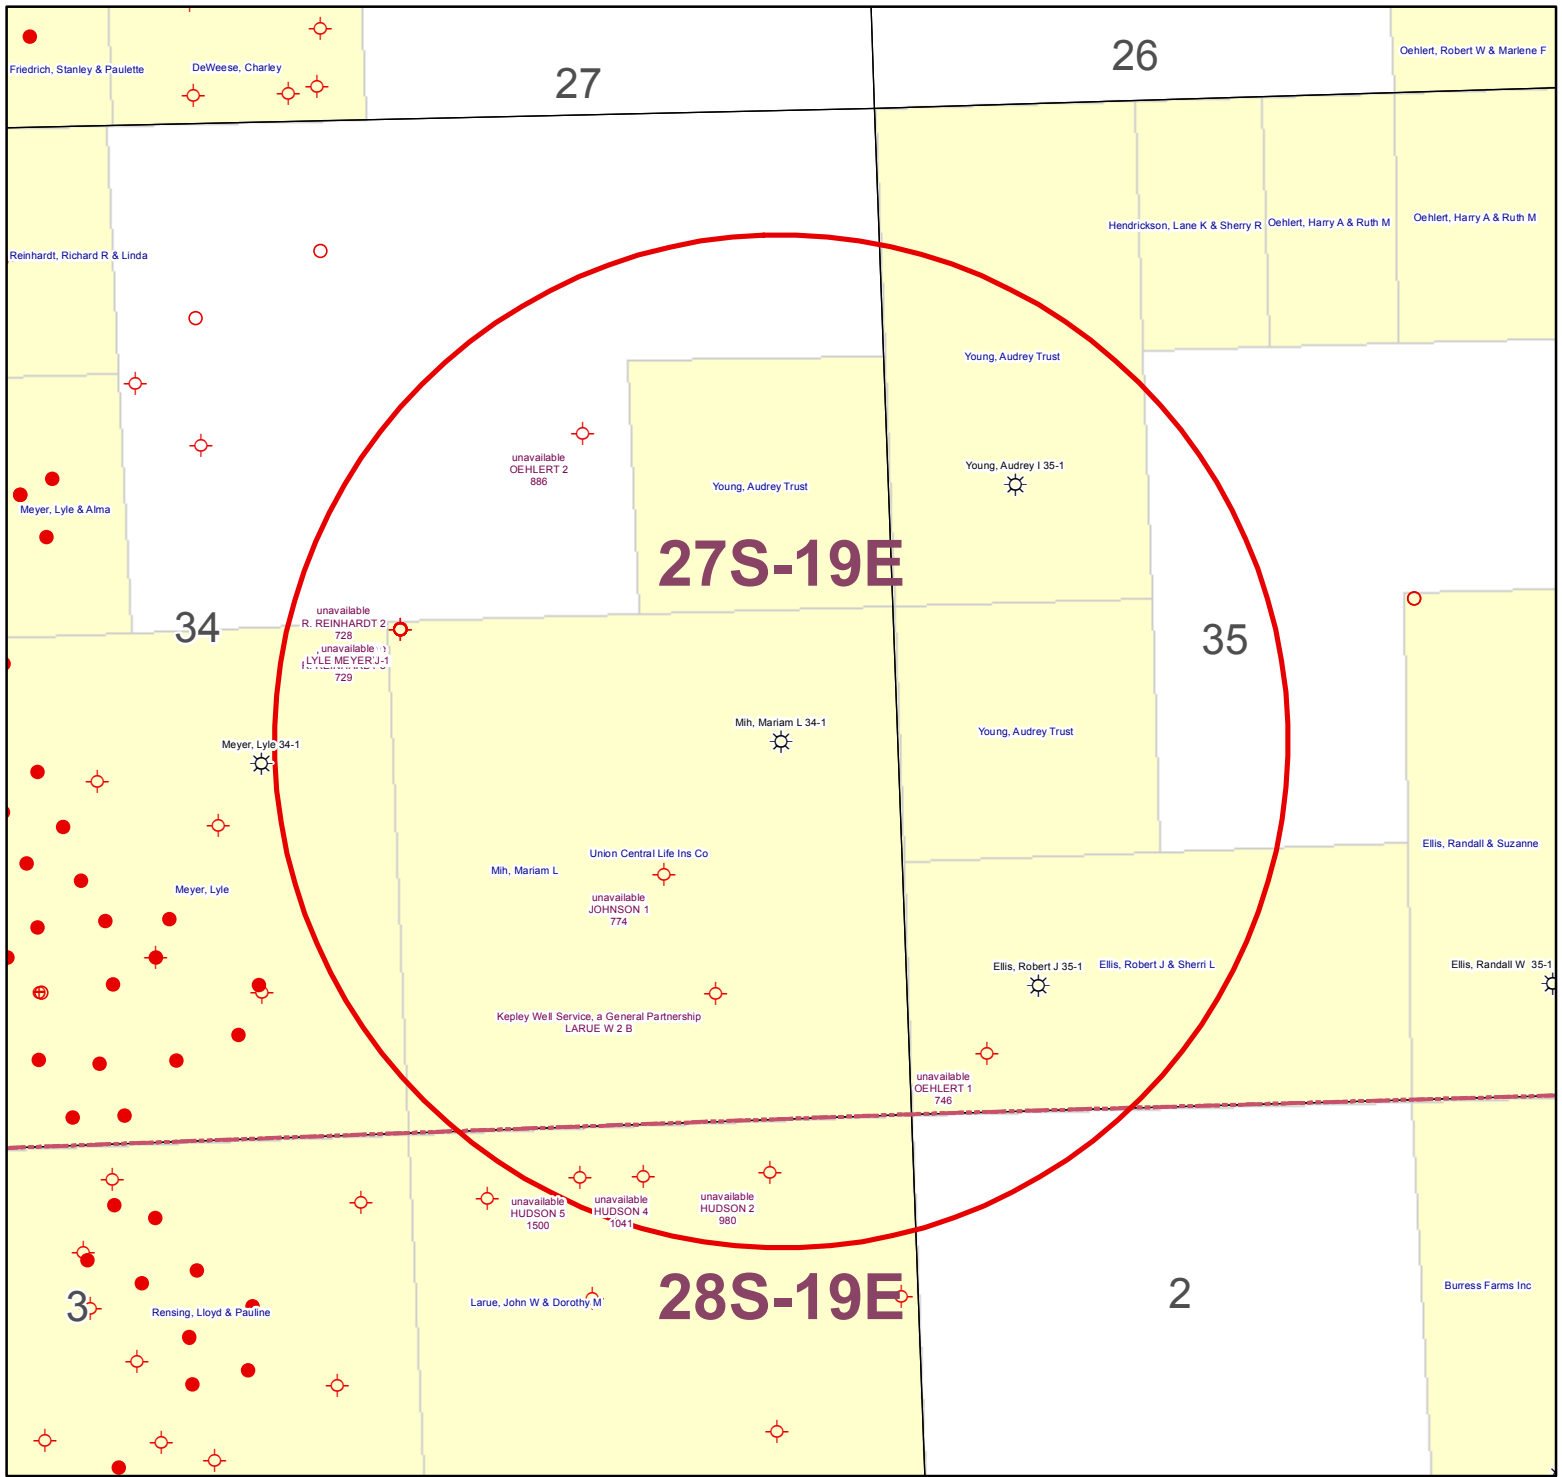 26
27
Oehlert, Robert W & Marlene F
Friedrich, Stanley & Paulette
DeWeese, Charley
Hendrickson, Lane K & Sherry R
Oehlert, Harry A & Ruth M
Oehlert, Harry A & Ruth M
Reinhardt, Richard R & Linda
Young, Audrey Trust
unavailable
OEHLERT 2
886
Young, Audrey I 35-1
Young, Audrey Trust
Meyer, Lyle & Alma
27S-19E
34
35
unavailable
R. REINHARDT 2
728
unavailable
LYLE MEYER J-1
729
Mih, Mariam L 34-1
Young, Audrey Trust
Meyer, Lyle 34-1
Union Central Life Ins Co
Mih, Mariam L
Meyer, Lyle
Ellis, Randall & Suzanne
unavailable
JOHNSON 1
774
Ellis, Robert J 35-1
Ellis, Robert J & Sherri L
Ellis, Randall W 35-1
Kepley Well Service, a General Partnership
LARUE W 2 B
unavailable
OEHLERT 1
746
unavailable
HUDSON 5
1500
unavailable
HUDSON 4
1041
unavailable
HUDSON 2
980
28S-19E
3
2
Rensing, Lloyd & Pauline
Larue, John W & Dorothy M
Burress Farms Inc